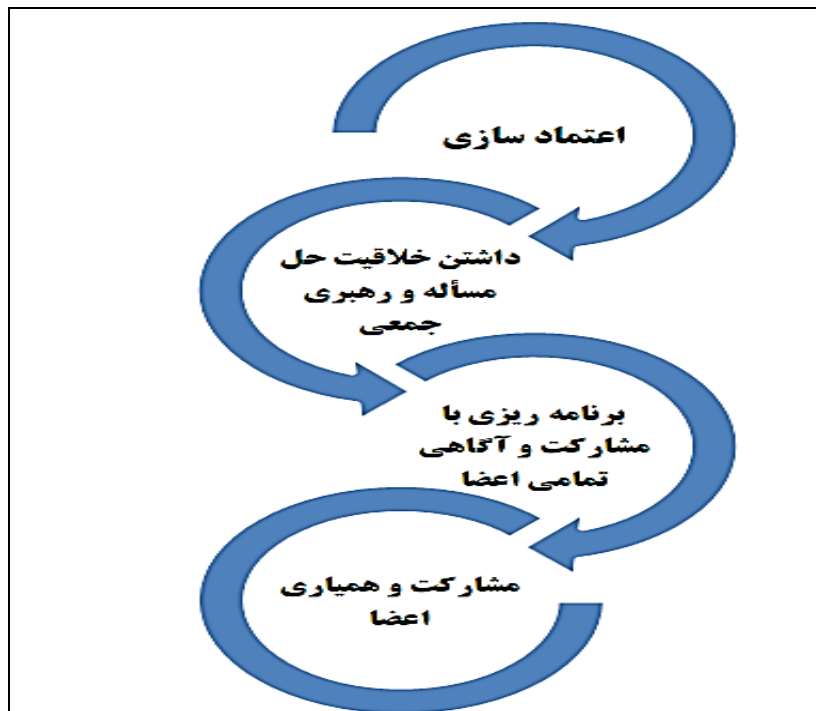 اعتماد سازی
داشتن خلاقیت حل
مسأله و رهبری
جمعی
برنامه ریزی با
مشارکت و آگاهی
تمامی اعضا
مشارکت و همیاری
اعضا